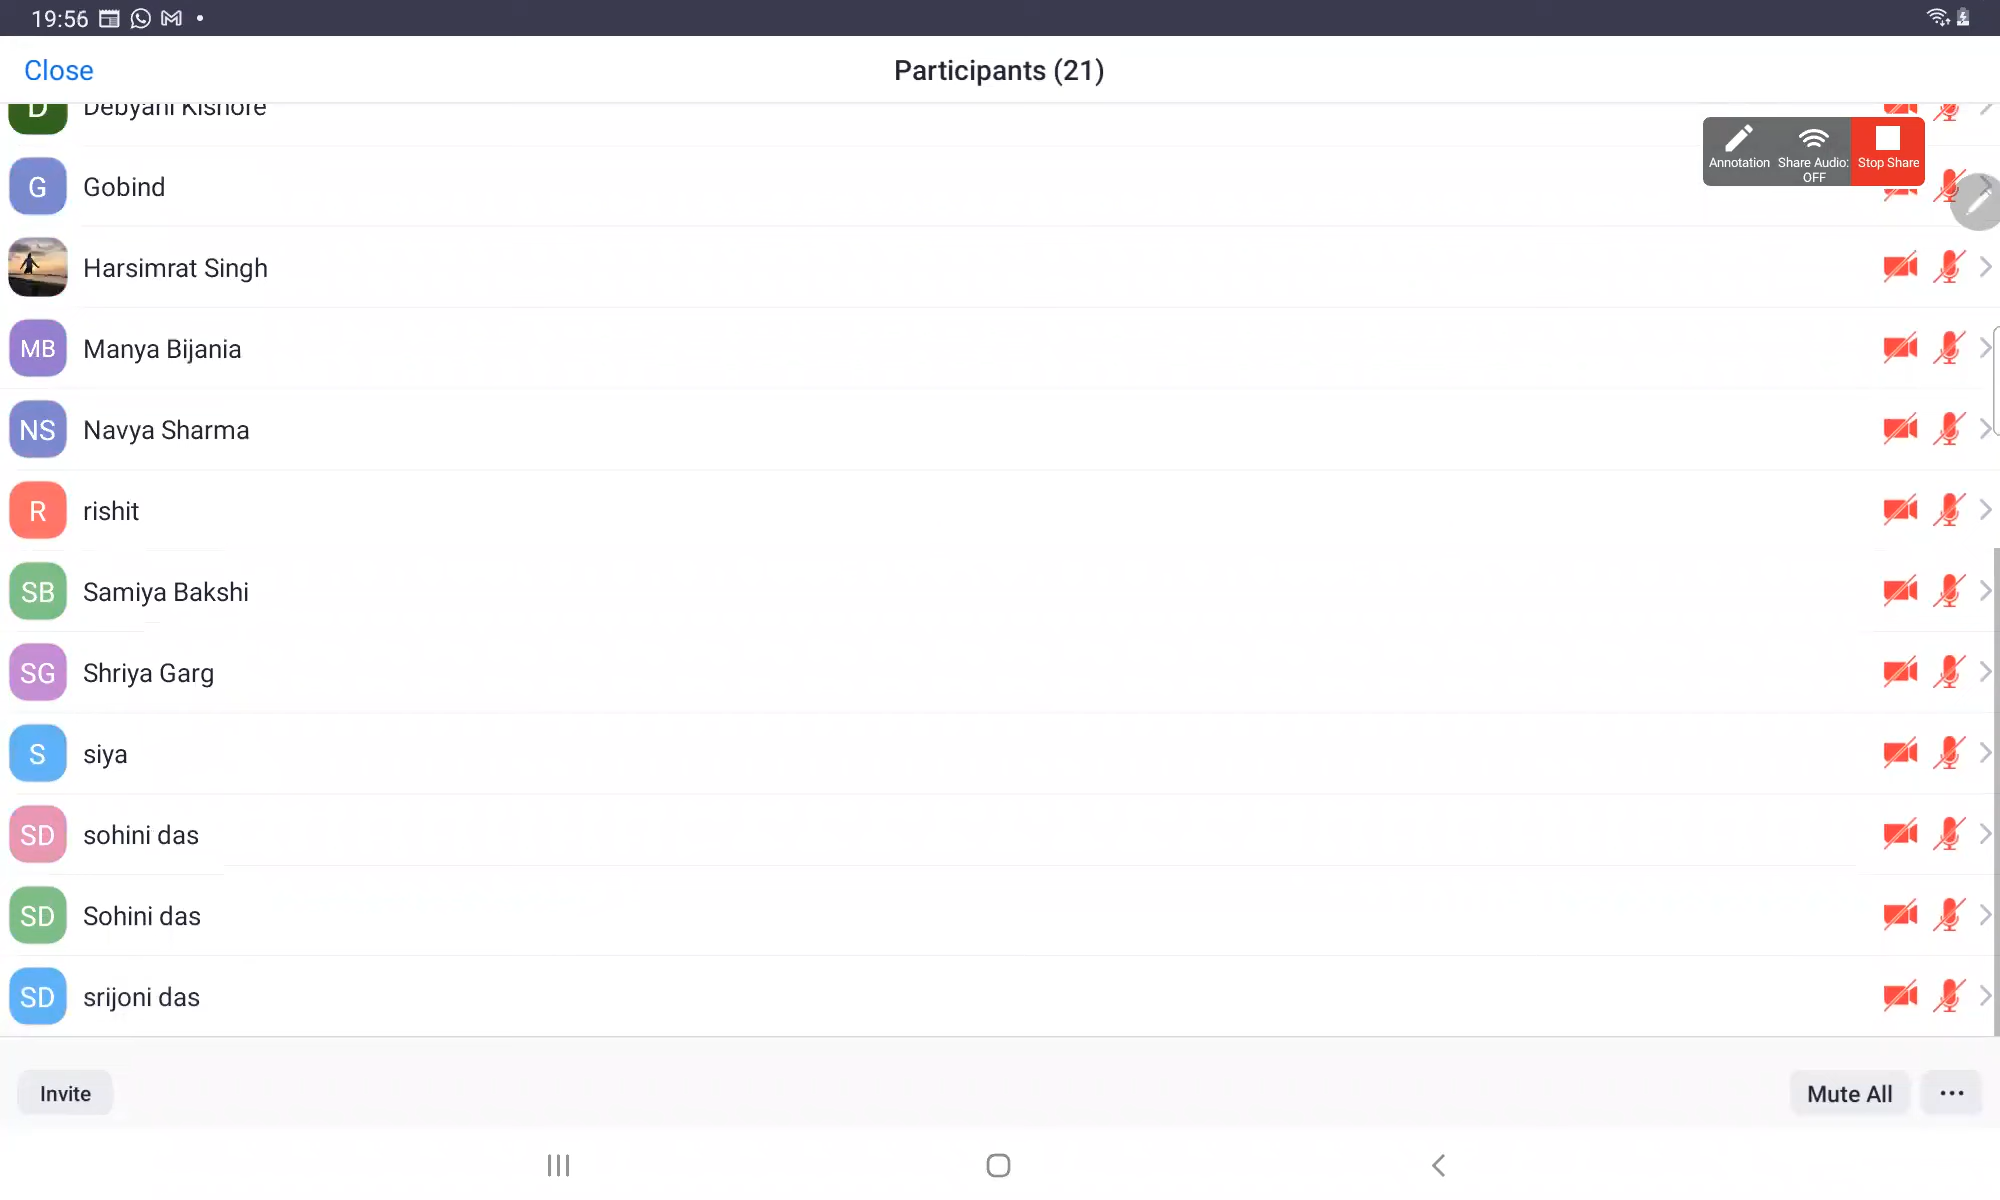 19:56
Close
Participants (21)
D Debyani Kishore
Annotation
Share Audio: OFF
Stop Share
G Gobind
Harsimrat Singh
MB Manya Bijania
NS Navya Sharma
R rishit
SB Samiya Bakshi
SG Shriya Garg
S siya
SD sohini das
SD Sohini das
SD srijoni das
Invite
Mute All